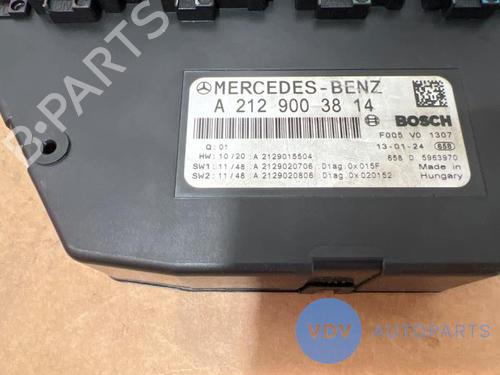 MERCEDES-BENZ
A 212 900 38 14
BOSCH
F005 V0 1307
Q: 01
13-01-24 658
HW: 10/20 A 2129015504
658 D 5963970
SW1: 11/48 A 2129020706 Diag.0x015F
Made in
SW2: 11/48 A 2129020806 Diag.0x020152
Hungary
B-PARTS
VDV AUTOPARTS